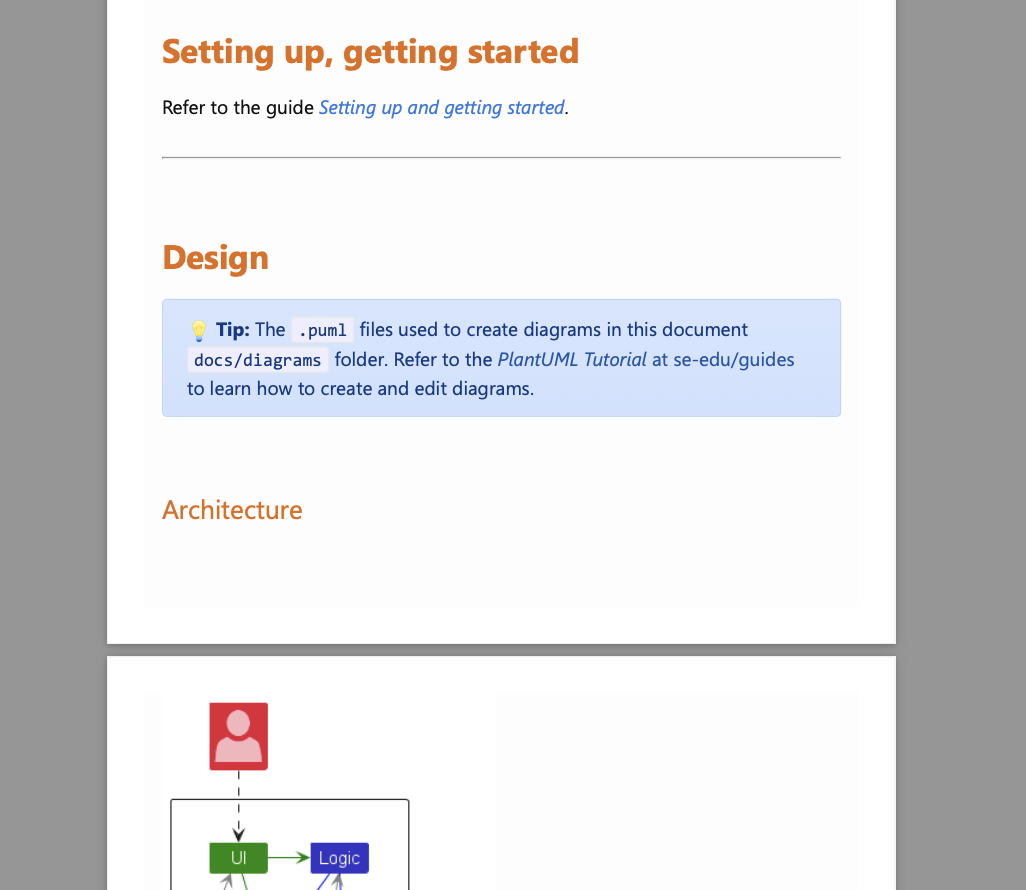 Setting up, getting started
Refer to the guide Setting up and getting started.
Design
💡 Tip: The .puml files used to create diagrams in this document
docs/diagrams folder. Refer to the PlantUML Tutorial at se-edu/guides
to learn how to create and edit diagrams.
Architecture
UI
Logic